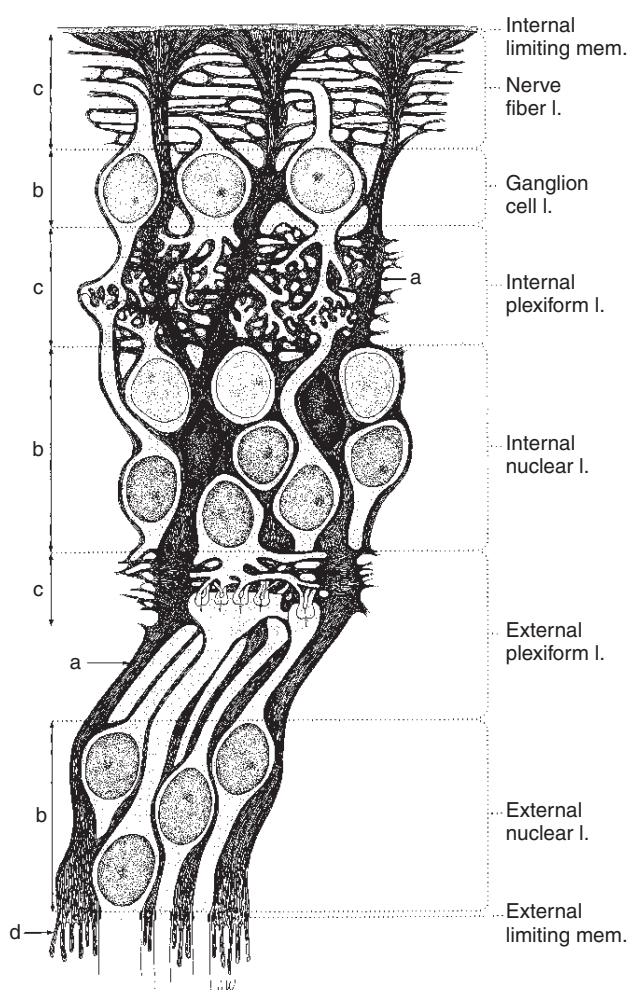 Internal
limiting mem.
c
Nerve
fiber l.
b
Ganglion
cell l.
c
a
Internal
plexiform l.
b
Internal
nuclear l.
c
External
plexiform l.
a
b
External
nuclear l.
d
External
limiting mem.